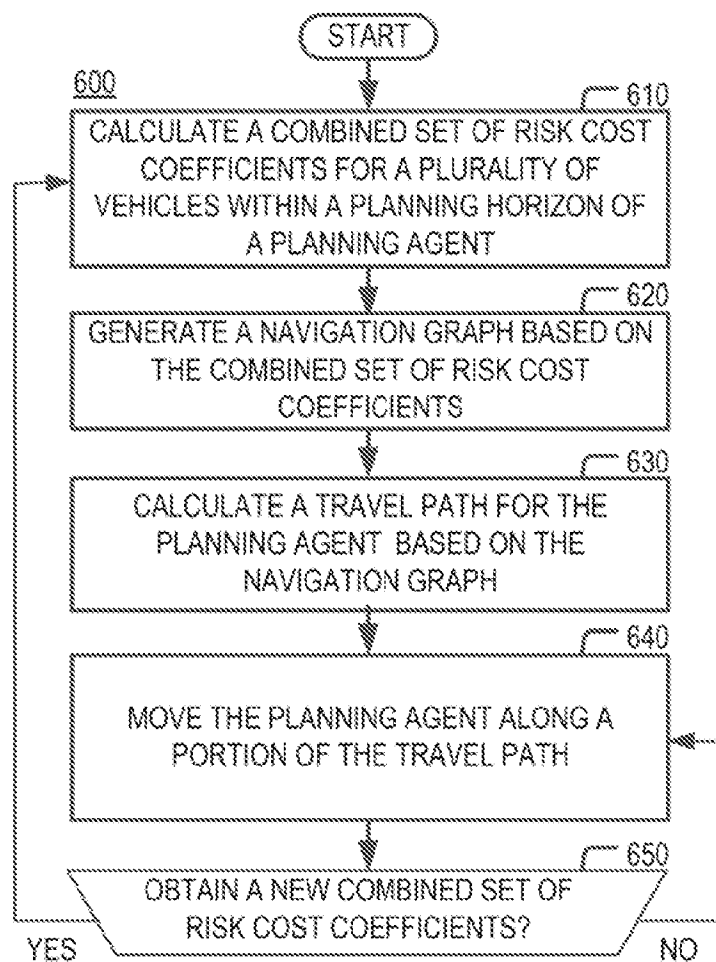 START
600
610
CALCULATE A COMBINED SET OF RISK COST
COEFFICIENTS FOR A PLURALITY OF
VEHICLES WITHIN A PLANNING HORIZON OF
A PLANNING AGENT
620
GENERATE A NAVIGATION GRAPH BASED ON
THE COMBINED SET OF RISK COST
COEFFICIENTS
630
CALCULATE A TRAVEL PATH FOR THE
PLANNING AGENT BASED ON THE
NAVIGATION GRAPH
640
MOVE THE PLANNING AGENT ALONG A
PORTION OF THE TRAVEL PATH
650
OBTAIN A NEW COMBINED SET OF
RISK COST COEFFICIENTS?
YES
NO